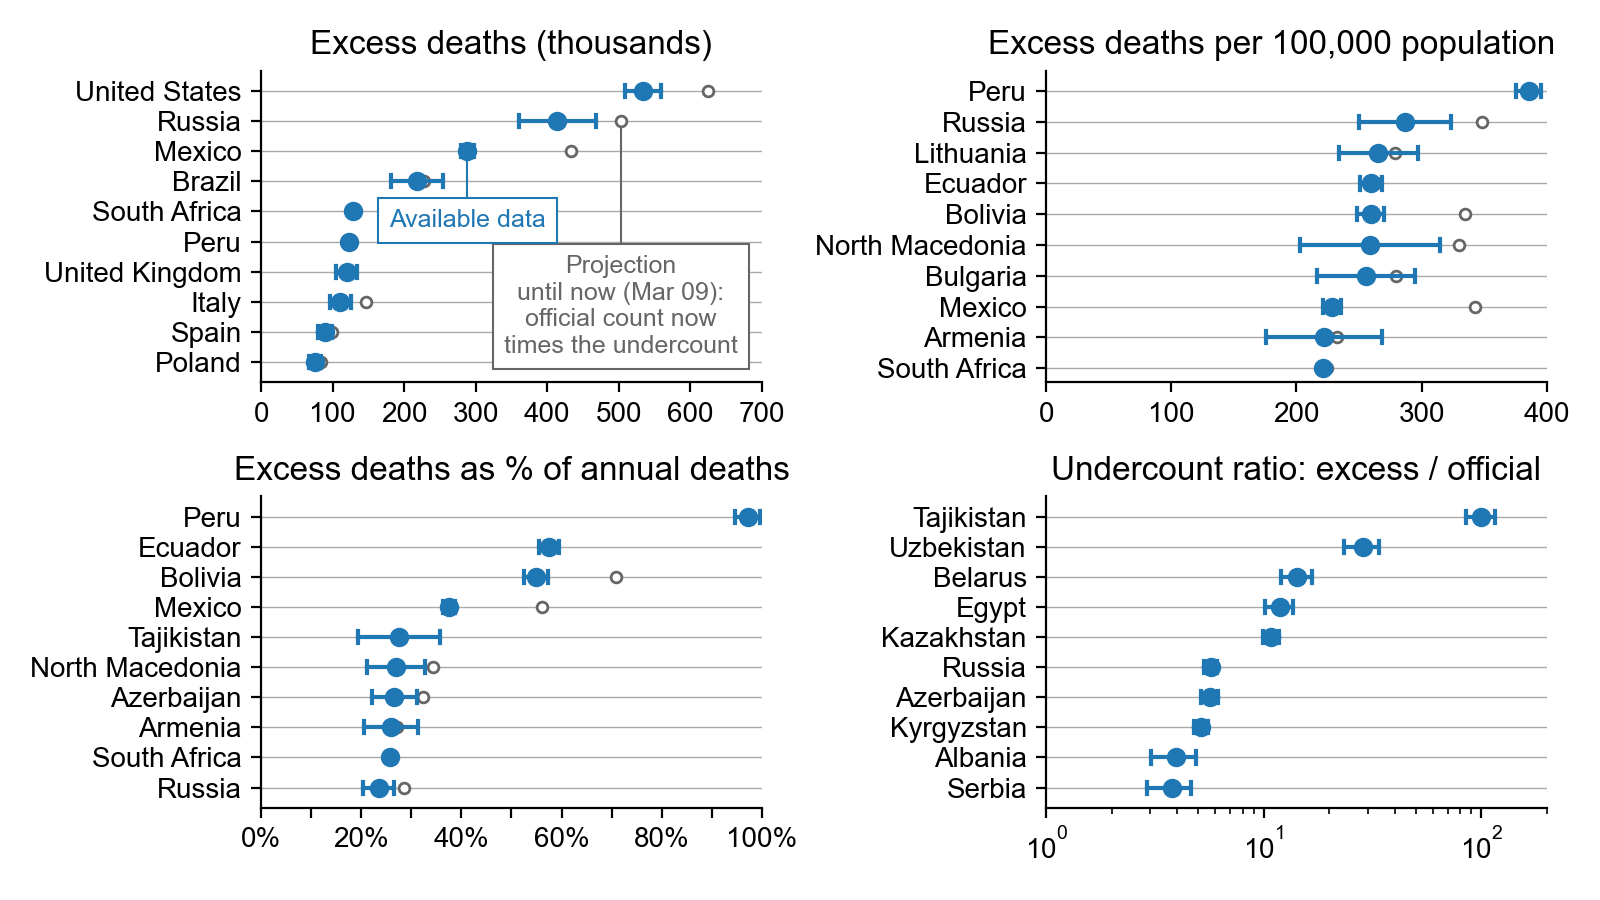 Excess deaths (thousands)
United States
Russia
Mexico
Brazil
South Africa
Peru
United Kingdom
Italy
Spain
Poland
Available data
Projection
until now (Mar 09):
official count now
times the undercount
0 100 200 300 400 500 600 700
Excess deaths per 100,000 population
Peru
Russia
Lithuania
Ecuador
Bolivia
North Macedonia
Bulgaria
Mexico
Armenia
South Africa
0 100 200 300 400
Excess deaths as % of annual deaths
Peru
Ecuador
Bolivia
Mexico
Tajikistan
North Macedonia
Azerbaijan
Armenia
South Africa
Russia
0% 20% 40% 60% 80% 100%
Undercount ratio: excess / official
Tajikistan
Uzbekistan
Belarus
Egypt
Kazakhstan
Russia
Azerbaijan
Kyrgyzstan
Albania
Serbia
10⁰ 10¹ 10²